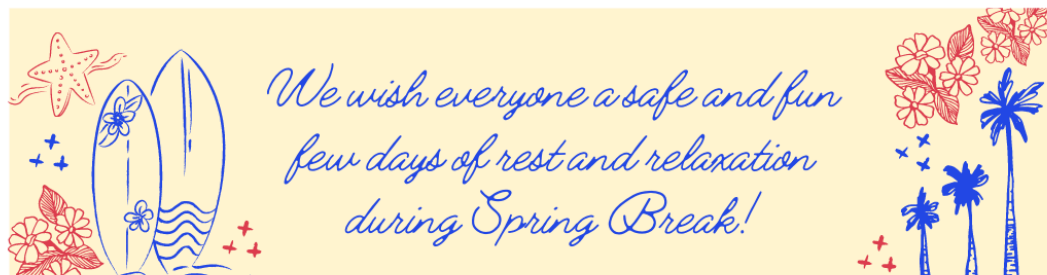 We wish everyone a safe and fun
few days of rest and relaxation
during Spring Break!